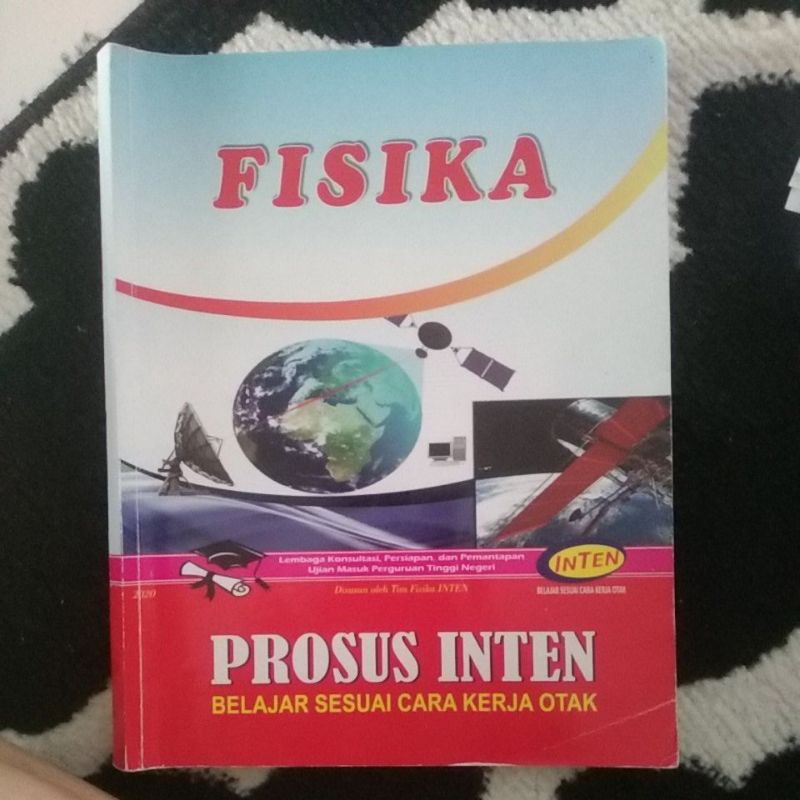 FISIKA
Lembaga Konsultasi, Persiapan, dan Pemantapan
Ujian Masuk Perguruan Tinggi Negeri
INTEN
BELAJAR SESUAI CARA KERJA OTAK
2020
Disusun oleh Tim Fisika INTEN
PROSUS INTEN
BELAJAR SESUAI CARA KERJA OTAK